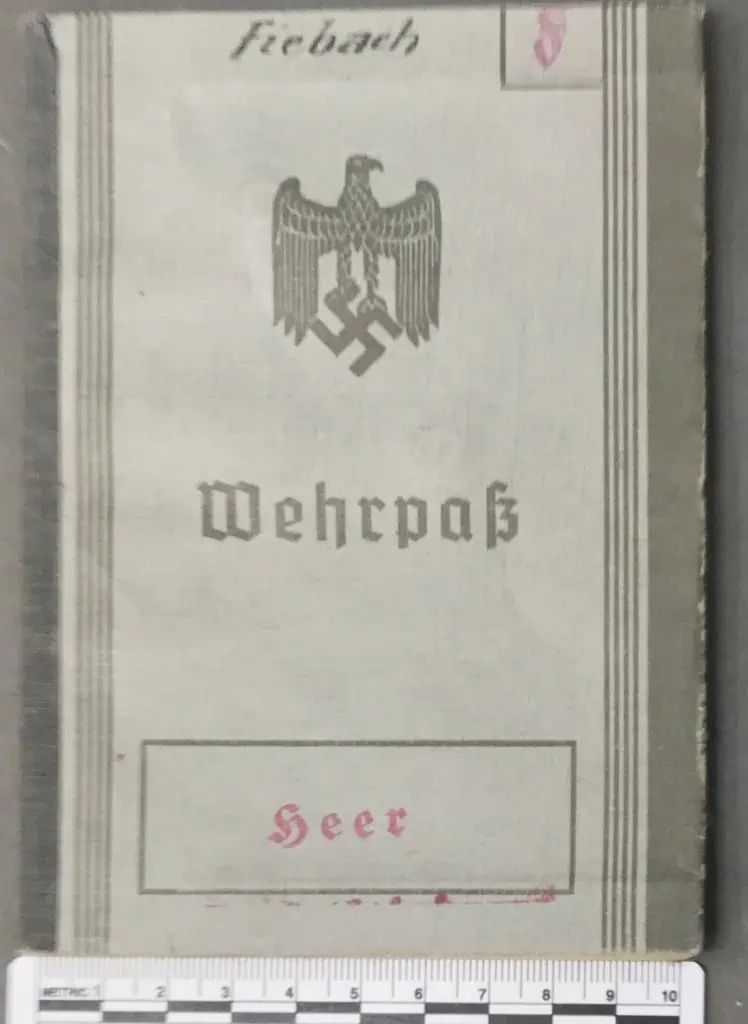 Fiebach
F
Wehrpaß
Heer
METRIC 1 2 3 4 5 6 7 8 9 10